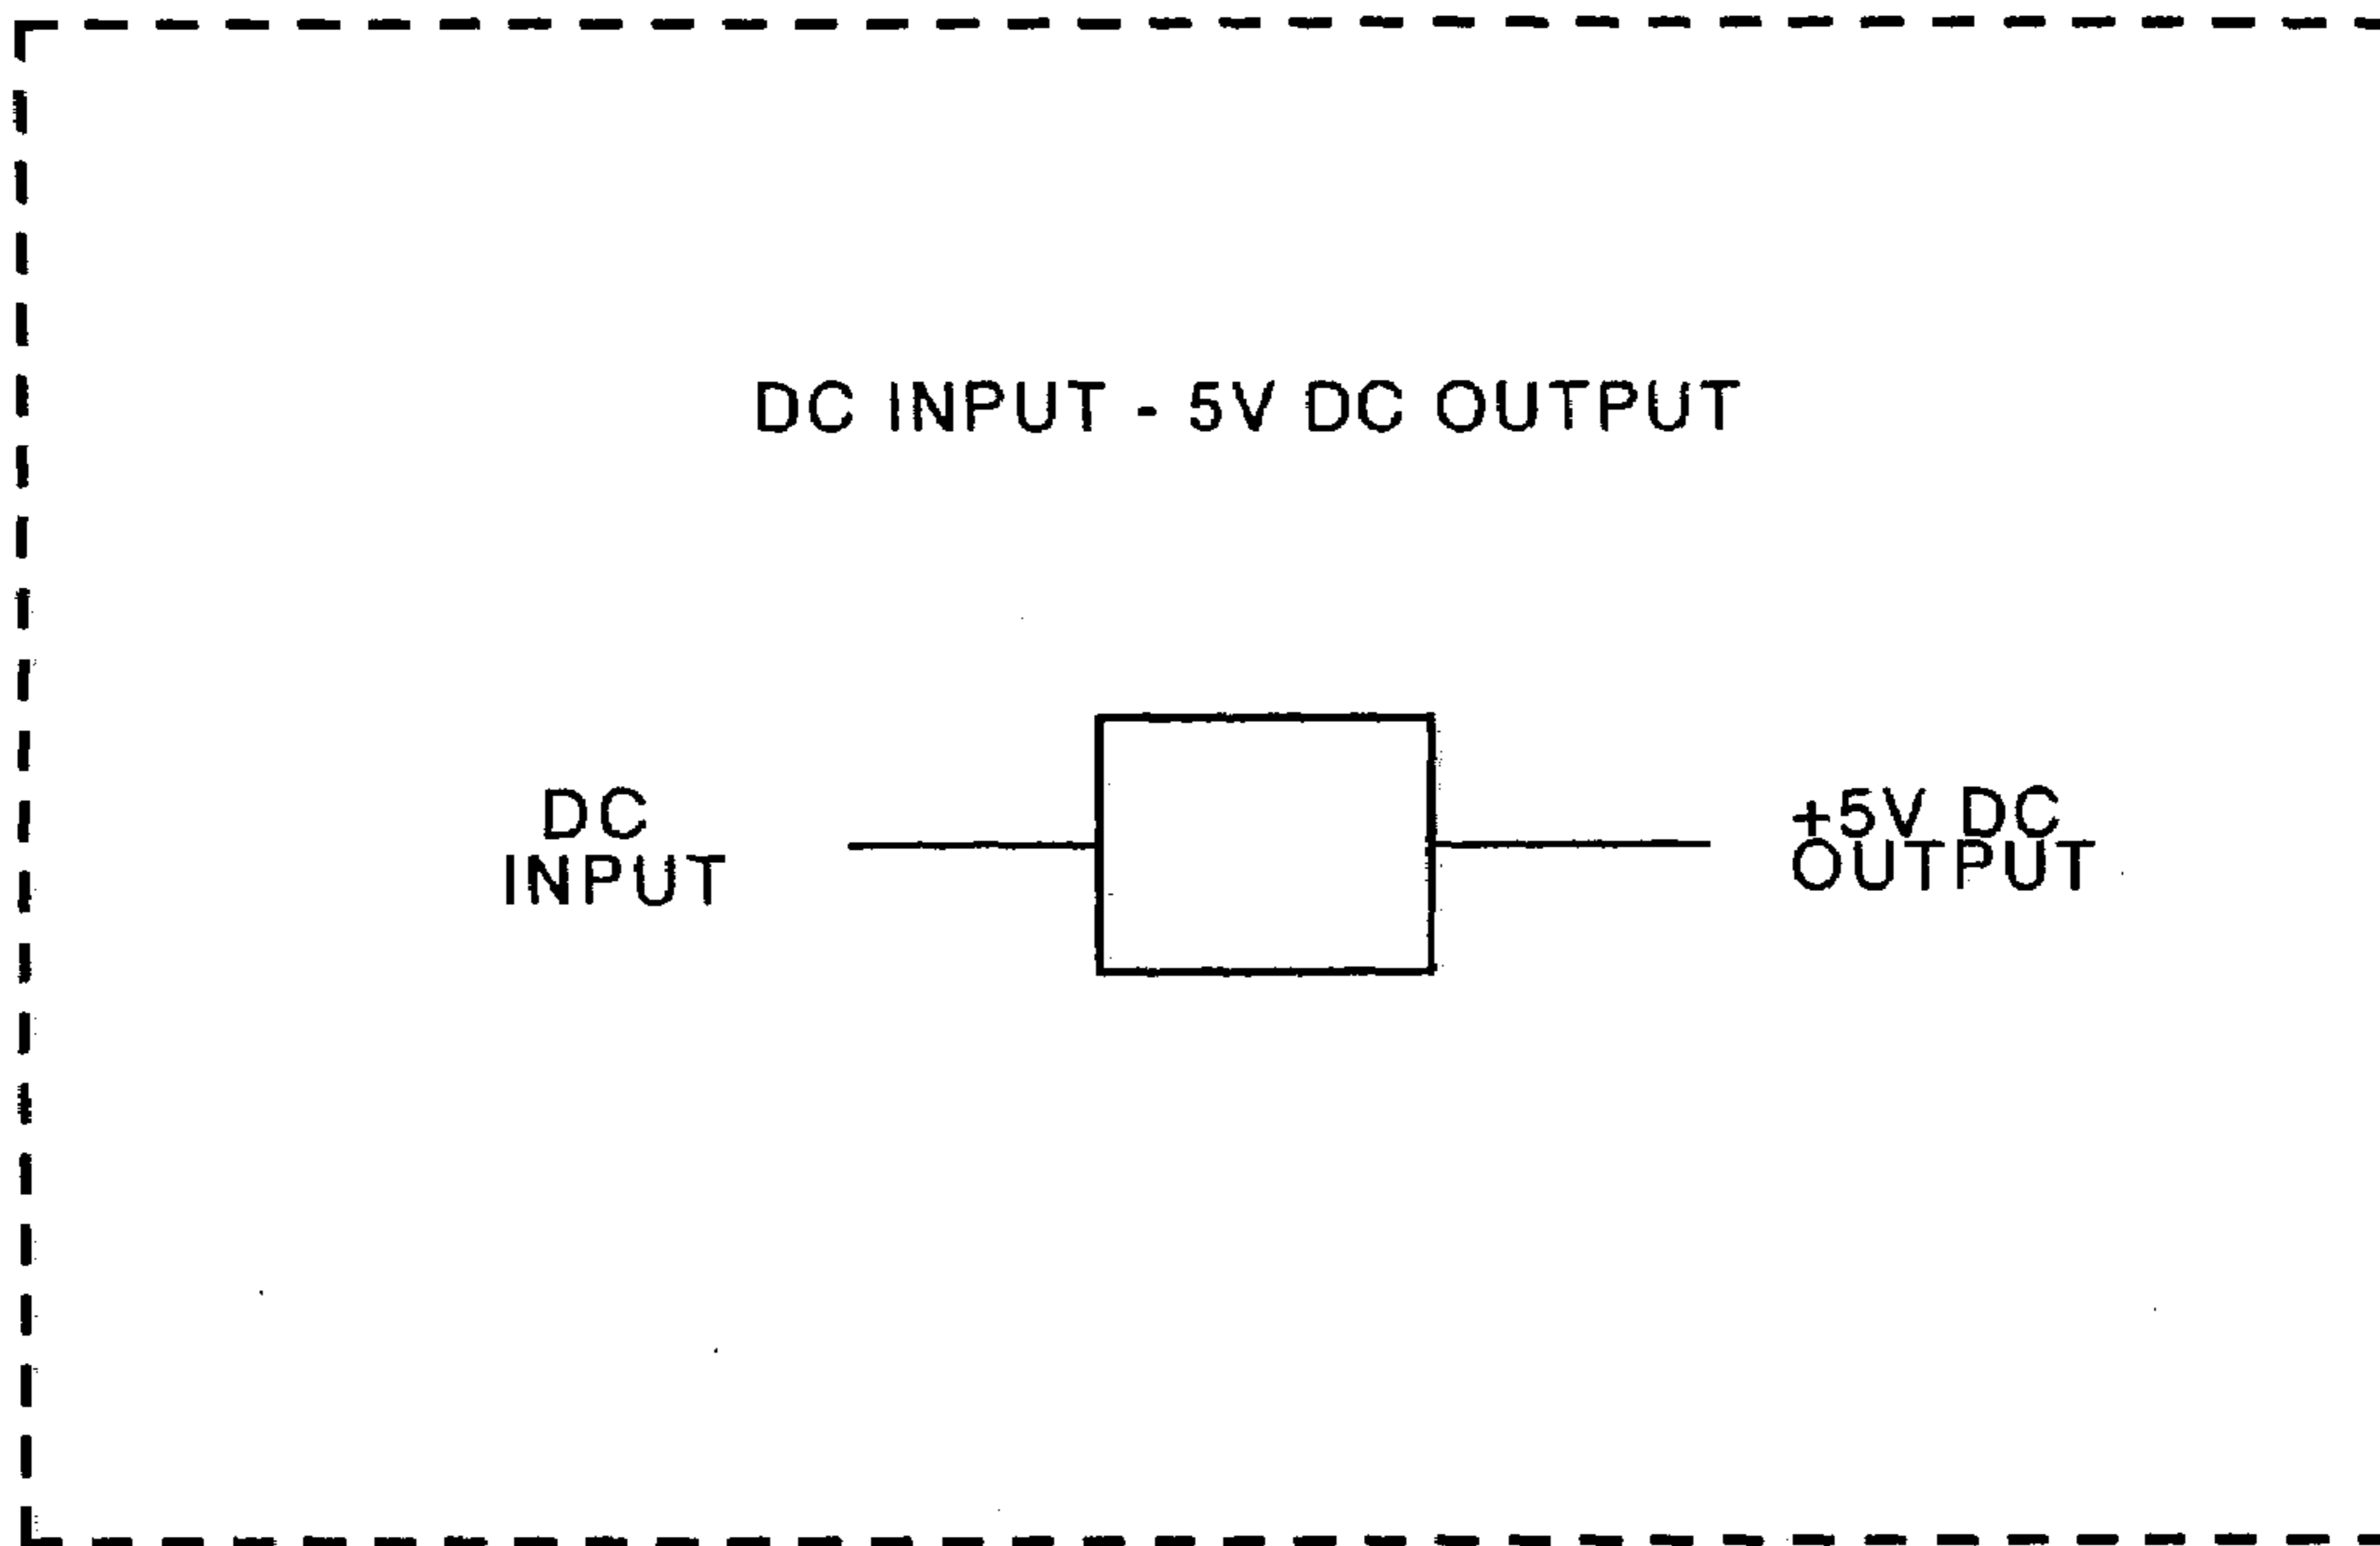 DC INPUT - 5V DC OUTPUT
DC
INPUT
+5V DC
OUTPUT